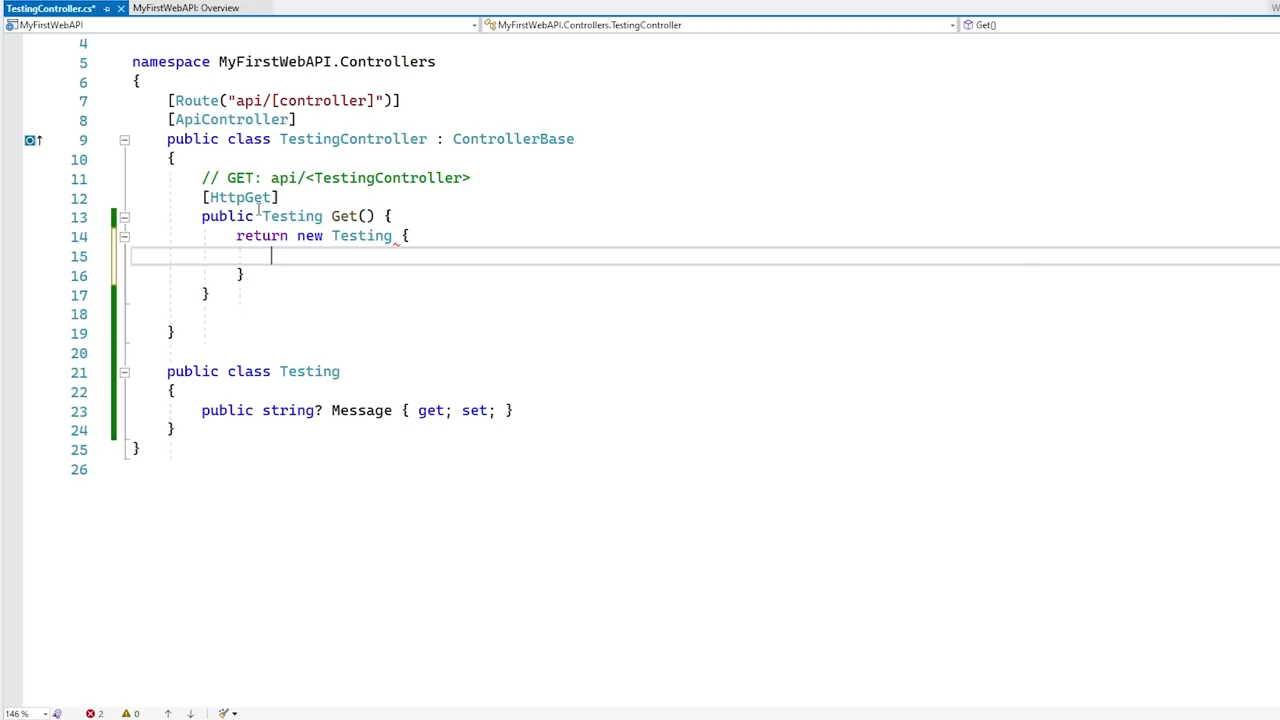 TestingController.cs*
MyFirstWebAPI: Overview
MyFirstWebAPI
MyFirstWebAPI.Controllers.TestingController
Get()
4
5 namespace MyFirstWebAPI.Controllers
6 {
7 [Route("api/[controller]")]
8 [ApiController]
9 public class TestingController : ControllerBase
10 {
11 // GET: api/<TestingController>
12 [HttpGet]
13 public Testing Get() {
14 return new Testing {
15
16 }
17 }
18
19 }
20
21 public class Testing
22 {
23 public string? Message { get; set; }
24 }
25 }
26
146 %
2
0